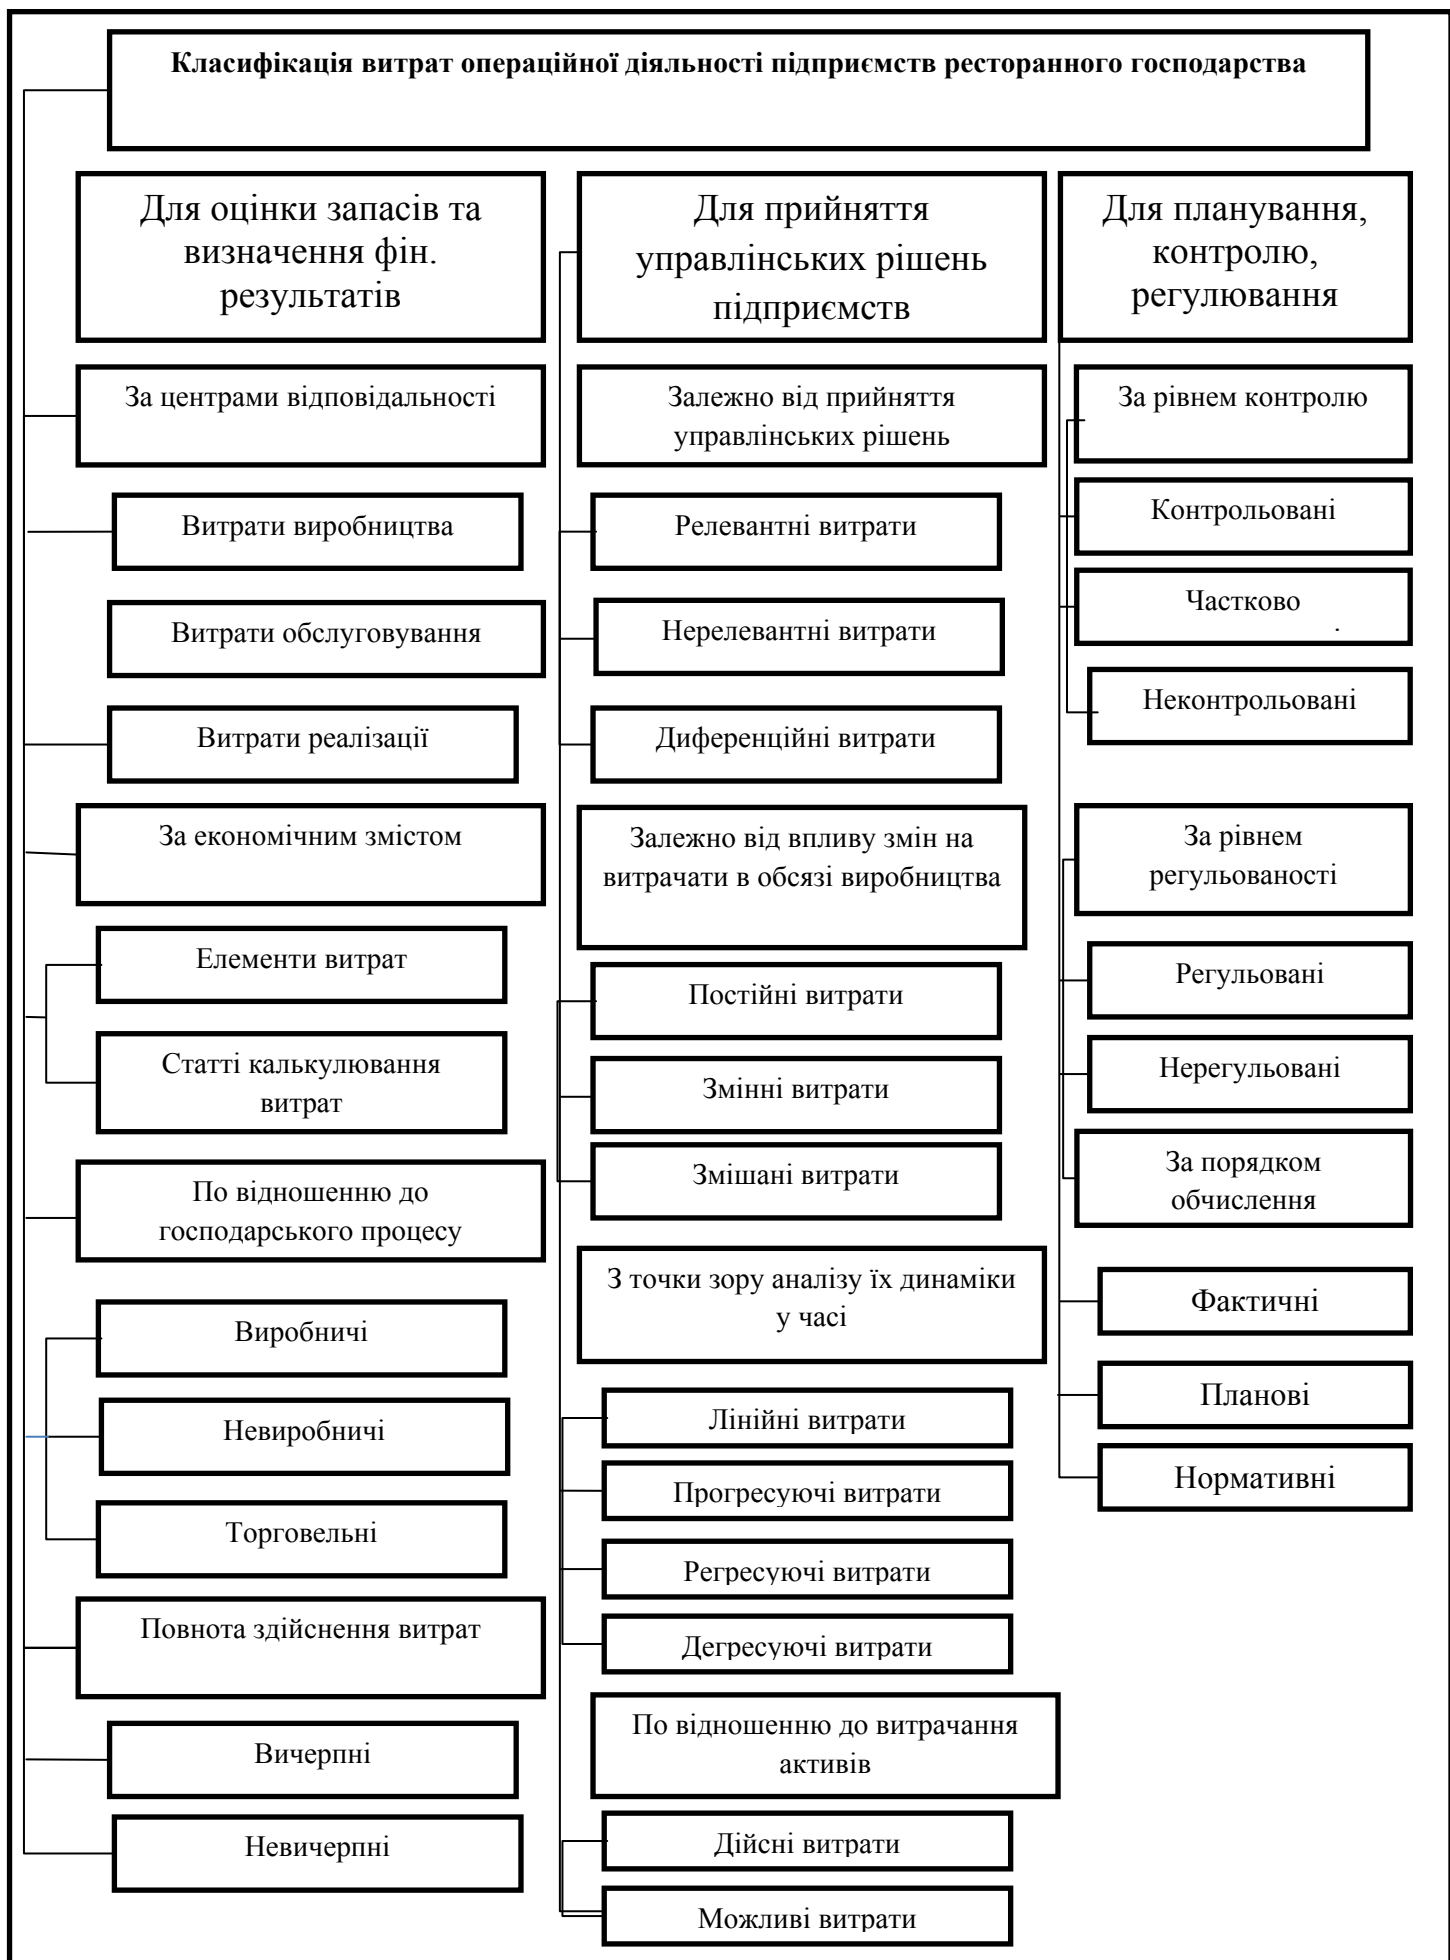 Класифікація витрат операційної діяльності підприємств ресторанного господарства
Для оцінки запасів та
визначення фін.
результатів
За центрами відповідальності
Витрати виробництва
Витрати обслуговування
Витрати реалізації
За економічним змістом
Елементи витрат
Статті калькулювання
витрат
По відношенню до
господарського процесу
Виробничі
Невиробничі
Торговельні
Повнота здійснення витрат
Вичерпні
Невичерпні
Для прийняття
управлінських рішень
підприємств
Залежно від прийняття
управлінських рішень
Релевантні витрати
Нерелевантні витрати
Диференційні витрати
Залежно від впливу змін на
витрачати в обсязі виробництва
Постійні витрати
Змінні витрати
Змішані витрати
З точки зору аналізу їх динаміки
у часі
Лінійні витрати
Прогресуючі витрати
Регресуючі витрати
Дегресуючі витрати
По відношенню до витрачання
активів
Дійсні витрати
Можливі витрати
Для планування,
контролю,
регулювання
За рівнем контролю
Контрольовані
Частково
Неконтрольовані
За рівнем
регульованості
Регульовані
Нерегульовані
За порядком
обчислення
Фактичні
Планові
Нормативні